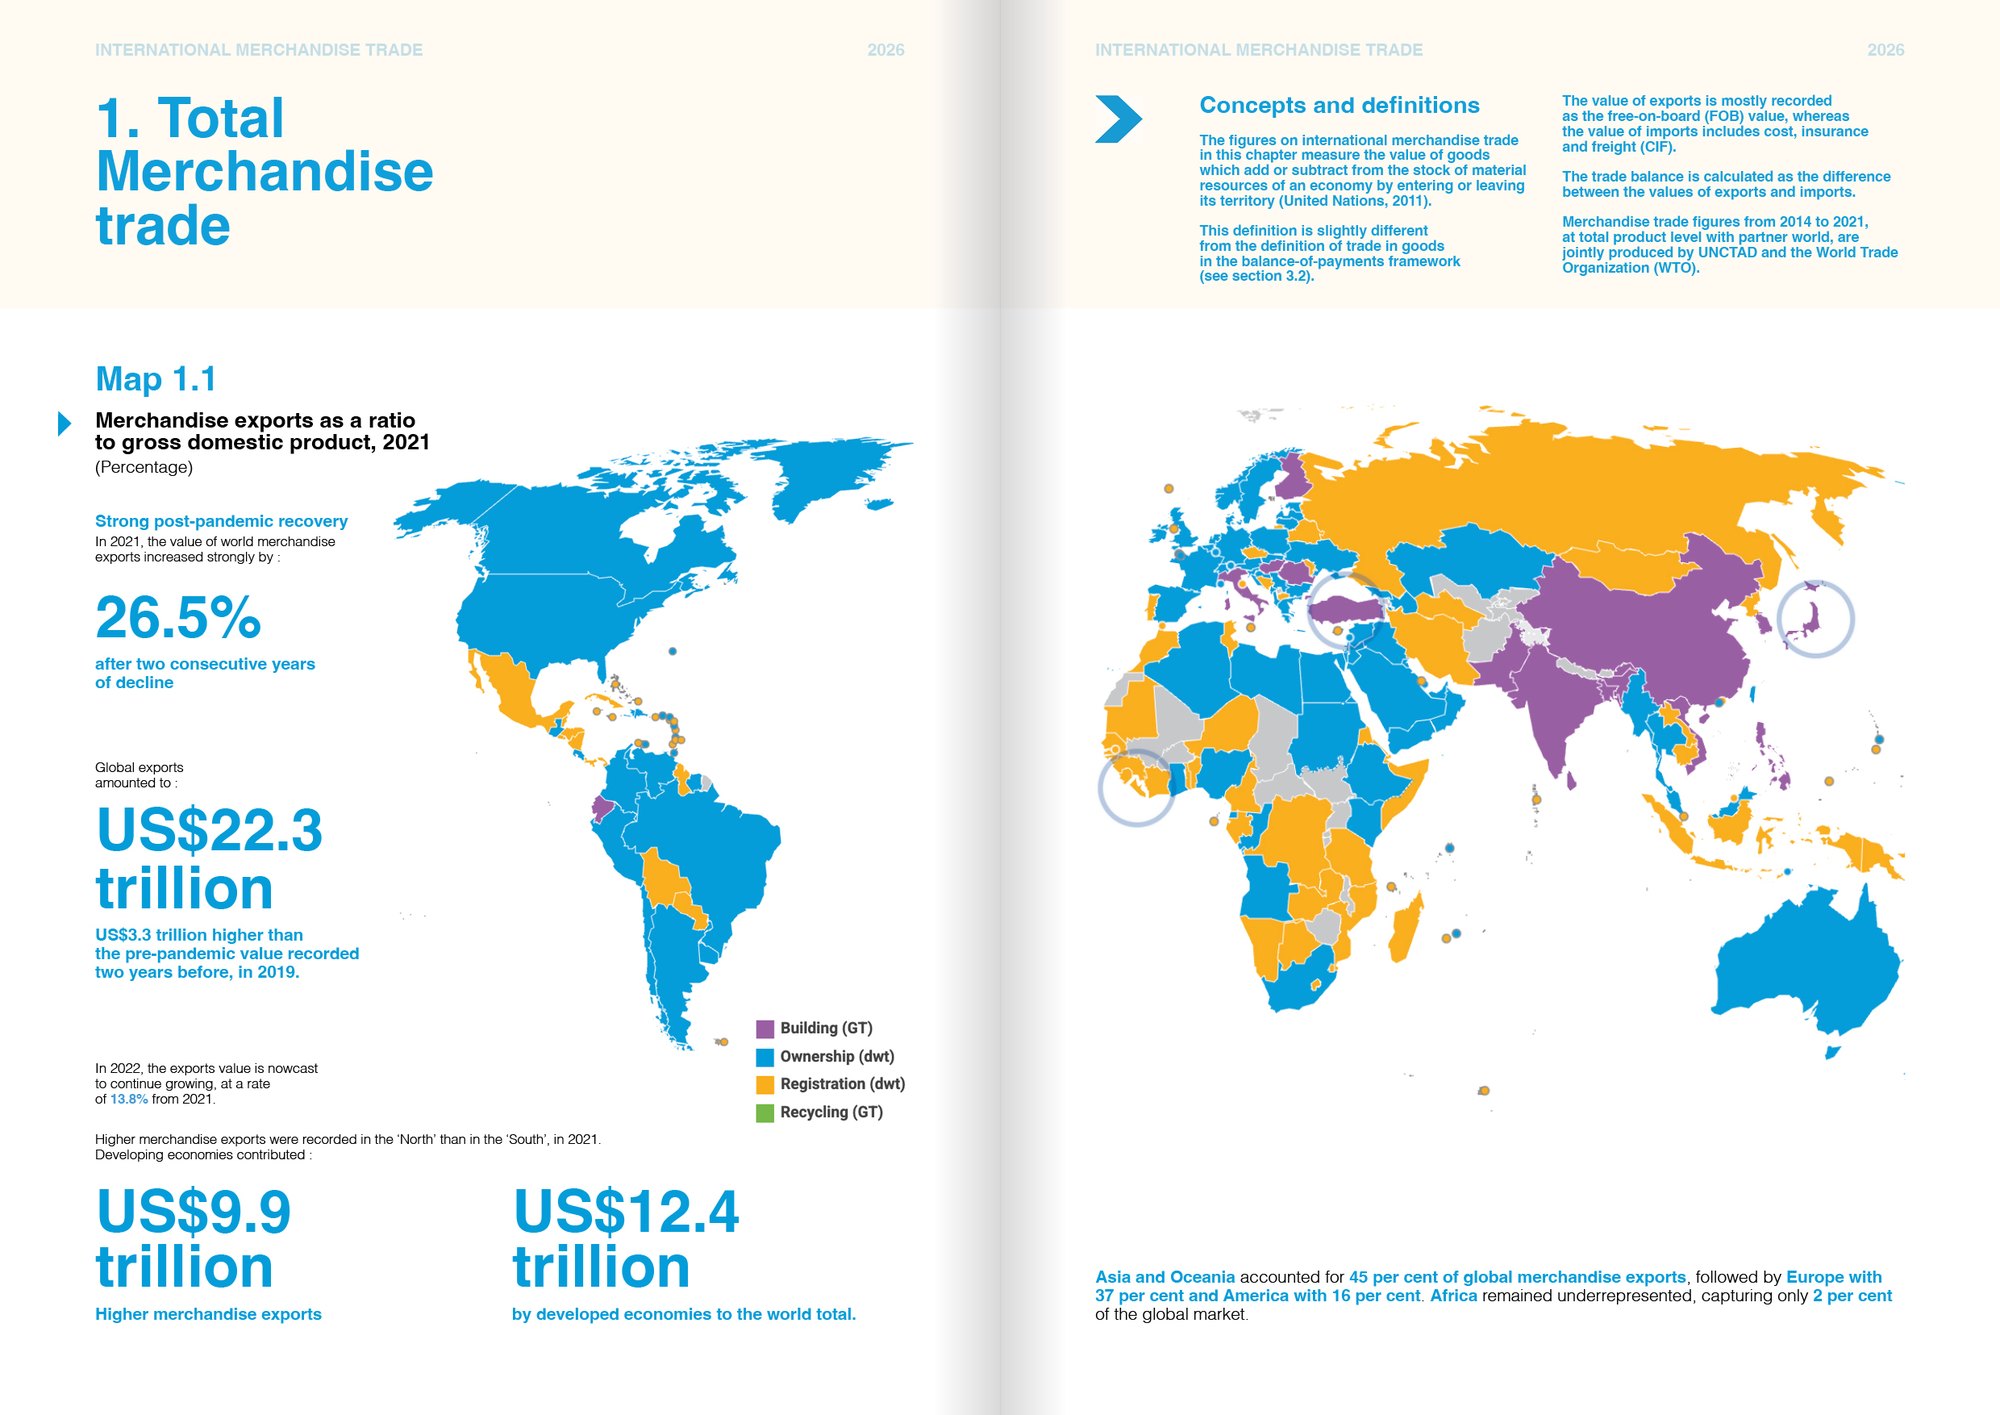 INTERNATIONAL MERCHANDISE TRADE
2026
1. Total
Merchandise
trade
Map 1.1
Merchandise exports as a ratio
to gross domestic product, 2021
(Percentage)
Strong post-pandemic recovery
In 2021, the value of world merchandise
exports increased strongly by :
26.5%
after two consecutive years
of decline
Global exports
amounted to :
US$22.3
trillion
US$3.3 trillion higher than
the pre-pandemic value recorded
two years before, in 2019.
In 2022, the exports value is nowcast
to continue growing, at a rate
of 13.8% from 2021.
Building (GT)
Ownership (dwt)
Registration (dwt)
Recycling (GT)
Higher merchandise exports were recorded in the ‘North’ than in the ‘South’, in 2021.
Developing economies contributed :
US$9.9
trillion
Higher merchandise exports
US$12.4
trillion
by developed economies to the world total.
INTERNATIONAL MERCHANDISE TRADE
2026
Concepts and definitions
The figures on international merchandise trade
in this chapter measure the value of goods
which add or subtract from the stock of material
resources of an economy by entering or leaving
its territory (United Nations, 2011).
This definition is slightly different
from the definition of trade in goods
in the balance-of-payments framework
(see section 3.2).
The value of exports is mostly recorded
as the free-on-board (FOB) value, whereas
the value of imports includes cost, insurance
and freight (CIF).
The trade balance is calculated as the difference
between the values of exports and imports.
Merchandise trade figures from 2014 to 2021,
at total product level with partner world, are
jointly produced by UNCTAD and the World Trade
Organization (WTO).
Asia and Oceania accounted for 45 per cent of global merchandise exports, followed by Europe with
37 per cent and America with 16 per cent. Africa remained underrepresented, capturing only 2 per cent
of the global market.